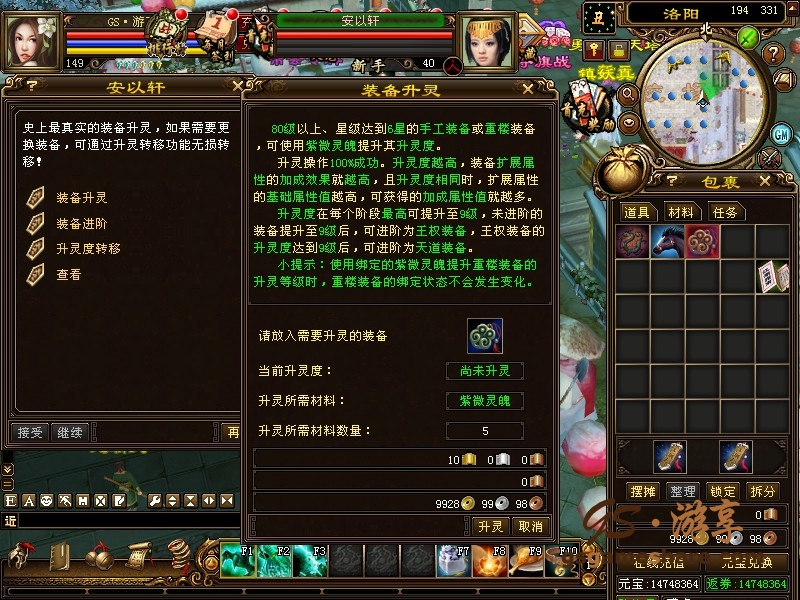 GS·游
安以轩
149
新手
40
洛阳
194 331
北
丑
GM
安以轩
史上最真实的装备升灵，如果需要更
换装备，可通过升灵转移功能无损转
移！
装备升灵
装备进阶
升灵度转移
查看
接受
继续
再
装备升灵
80级以上、星级达到6星的手工装备或重楼装备
，可使用紫微灵魄提升其升灵度。
升灵操作100%成功。升灵度越高，装备扩展属
性的加成效果就越高，且升灵度相同时，扩展属性
的基础属性值越高，可获得的加成属性值就越多。
升灵度在每个阶段最高可提升至9级，未进阶的
装备提升至9级后，可进阶为王权装备，王权装备的
升灵度达到9级后，可进阶为天道装备。
小提示：使用绑定的紫微灵魄提升重楼装备的
升灵等级时，重楼装备的绑定状态不会发生变化。
请放入需要升灵的装备
当前升灵度：
尚未升灵
升灵所需材料：
紫微灵魄
升灵所需材料数量：
5
10 0 0
0
9928 99 98
升灵
取消
包裹
道具
材料
任务
摆摊
整理
锁定
拆分
0
9928 99 98
在线充值
元宝兑换
元宝:14748364
返券:14748364
近
F1
F2
F3
F7
F8
F9
F10
GS·游享